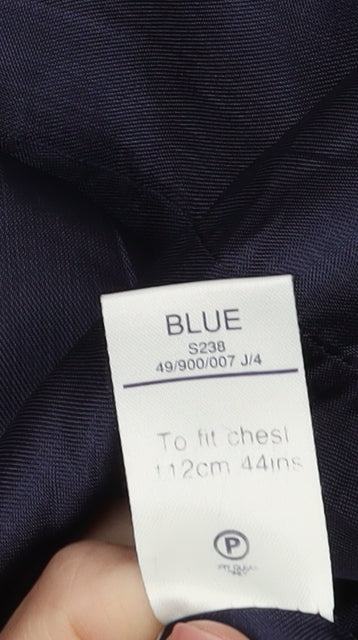 BLUE
S238
49/900/007 J/4
To fit chest
112cm 44ins
P